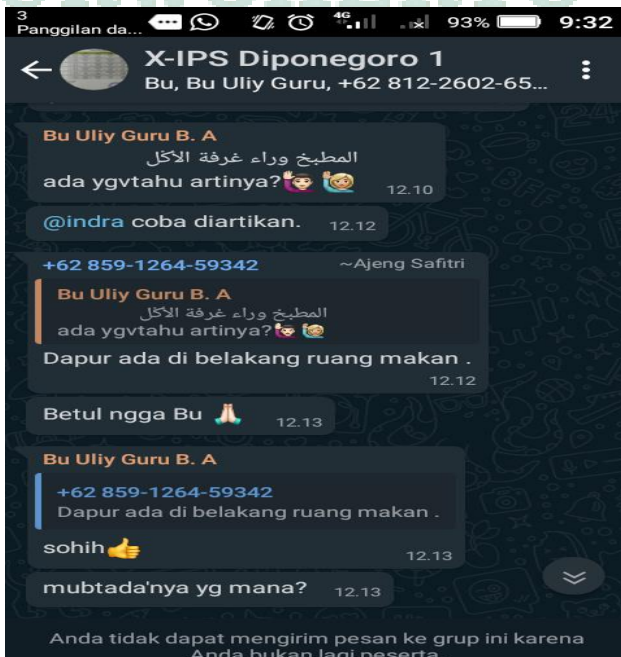 3
Panggilan da...
4G
93%
9:32
X-IPS Diponegoro 1
Bu, Bu Uliy Guru, +62 812-2602-65...
Bu Uliy Guru B. A
المطبخ وراء غرفة الأكل
ada ygvtahu artinya?🙋🏻‍♀️🙋🏼
12.10
@indra coba diartikan.
12.12
+62 859-1264-59342 ~Ajeng Safitri
Bu Uliy Guru B. A
المطبخ وراء غرفة الأكل
ada ygvtahu artinya?🙋🏻‍♀️🙋🏼
Dapur ada di belakang ruang makan .
12.12
Betul ngga Bu 🙏🏻
12.13
Bu Uliy Guru B. A
+62 859-1264-59342
Dapur ada di belakang ruang makan .
sohih👍
12.13
mubtada'nya yg mana?
12.13
Anda tidak dapat mengirim pesan ke grup ini karena
Anda bukan lagi peserta